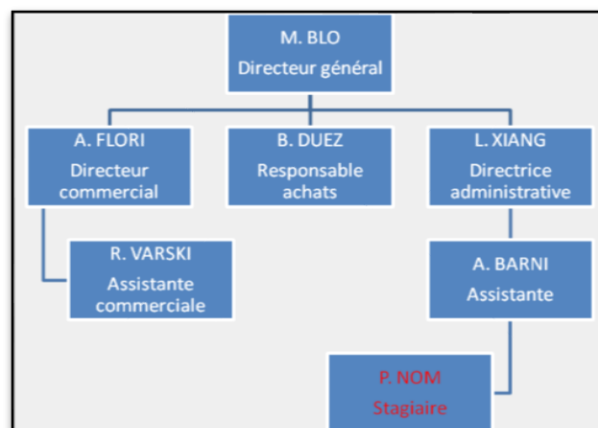 M. BLO
Directeur général
A. FLORI
Directeur
commercial
B. DUEZ
Responsable
achats
L. XIANG
Directrice
administrative
R. VARSKI
Assistante
commerciale
A. BARNI
Assistante
P. NOM
Stagiaire